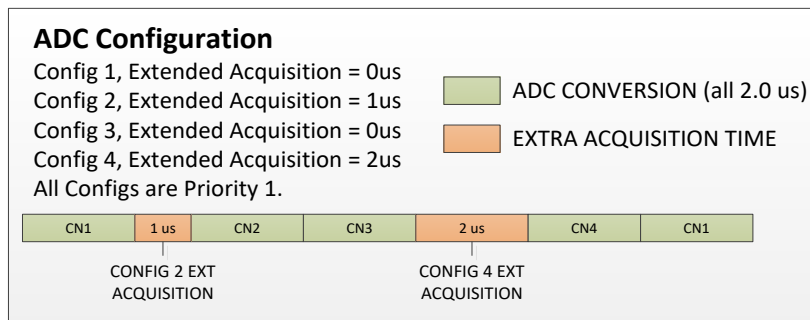 ADC Configuration
Config 1, Extended Acquisition = 0us
Config 2, Extended Acquisition = 1us
Config 3, Extended Acquisition = 0us
Config 4, Extended Acquisition = 2us
All Configs are Priority 1.
ADC CONVERSION (all 2.0 us)
EXTRA ACQUISITION TIME
CN1 1 us CN2 CN3 2 us CN4 CN1
CONFIG 2 EXT
ACQUISITION
CONFIG 4 EXT
ACQUISITION